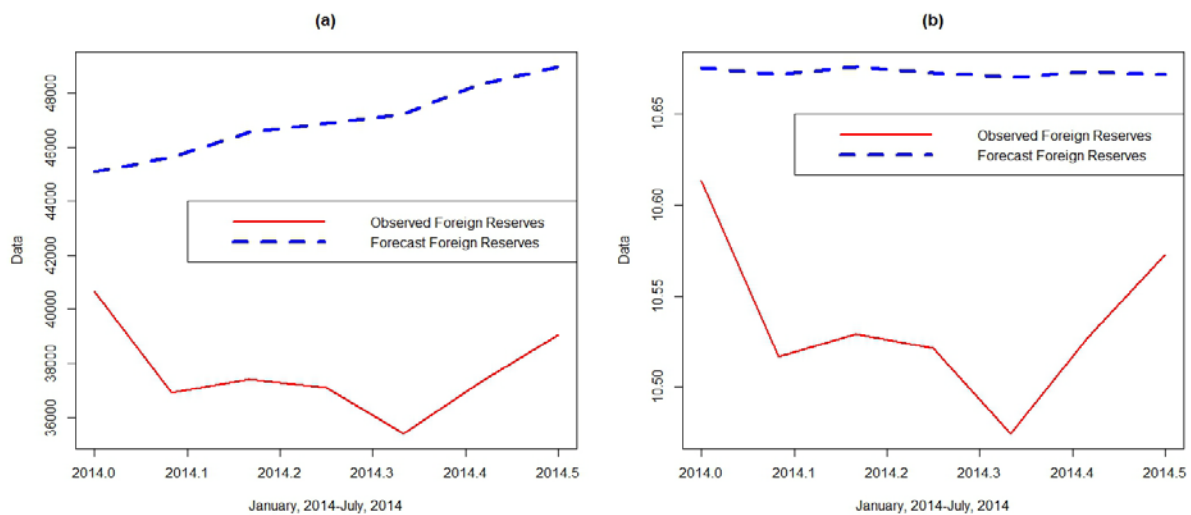 (a)
Data
48000
46000
44000
42000
40000
38000
36000
Observed Foreign Reserves
Forecast Foreign Reserves
2014.0 2014.1 2014.2 2014.3 2014.4 2014.5
January, 2014-July, 2014
(b)
Data
10.65
10.60
10.55
10.50
Observed Foreign Reserves
Forecast Foreign Reserves
2014.0 2014.1 2014.2 2014.3 2014.4 2014.5
January, 2014-July, 2014